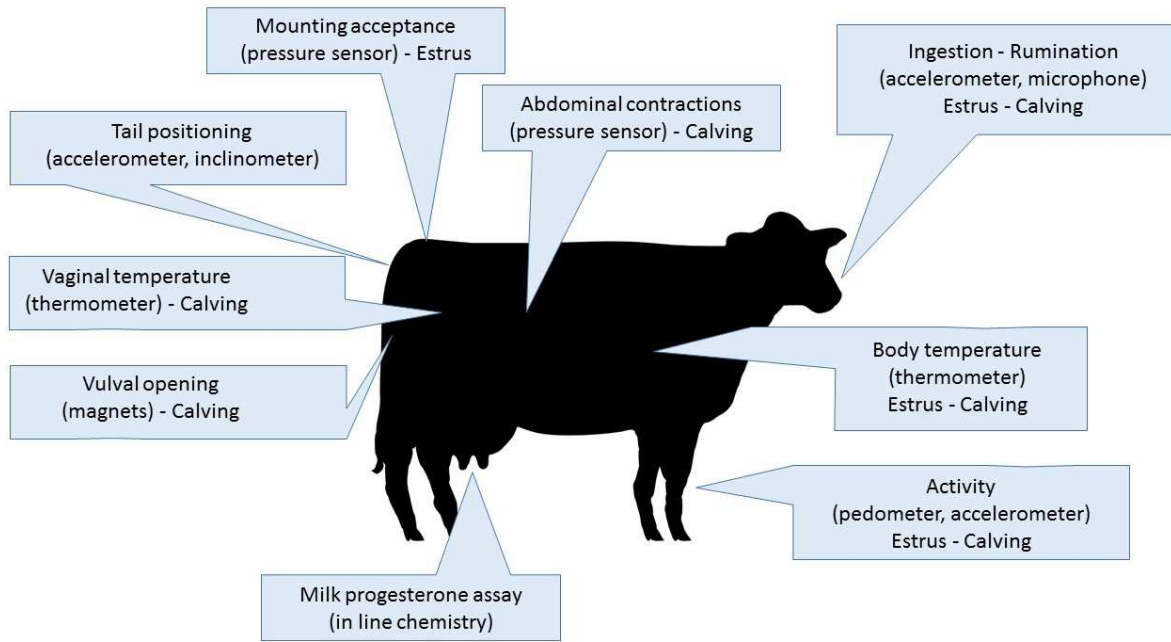 Mounting acceptance
(pressure sensor) - Estrus
Ingestion - Rumination
(accelerometer, microphone)
Estrus - Calving
Abdominal contractions
(pressure sensor) - Calving
Tail positioning
(accelerometer, inclinometer)
Vaginal temperature
(thermometer) - Calving
Body temperature
(thermometer)
Estrus - Calving
Vulval opening
(magnets) - Calving
Activity
(pedometer, accelerometer)
Estrus - Calving
Milk progesterone assay
(in line chemistry)